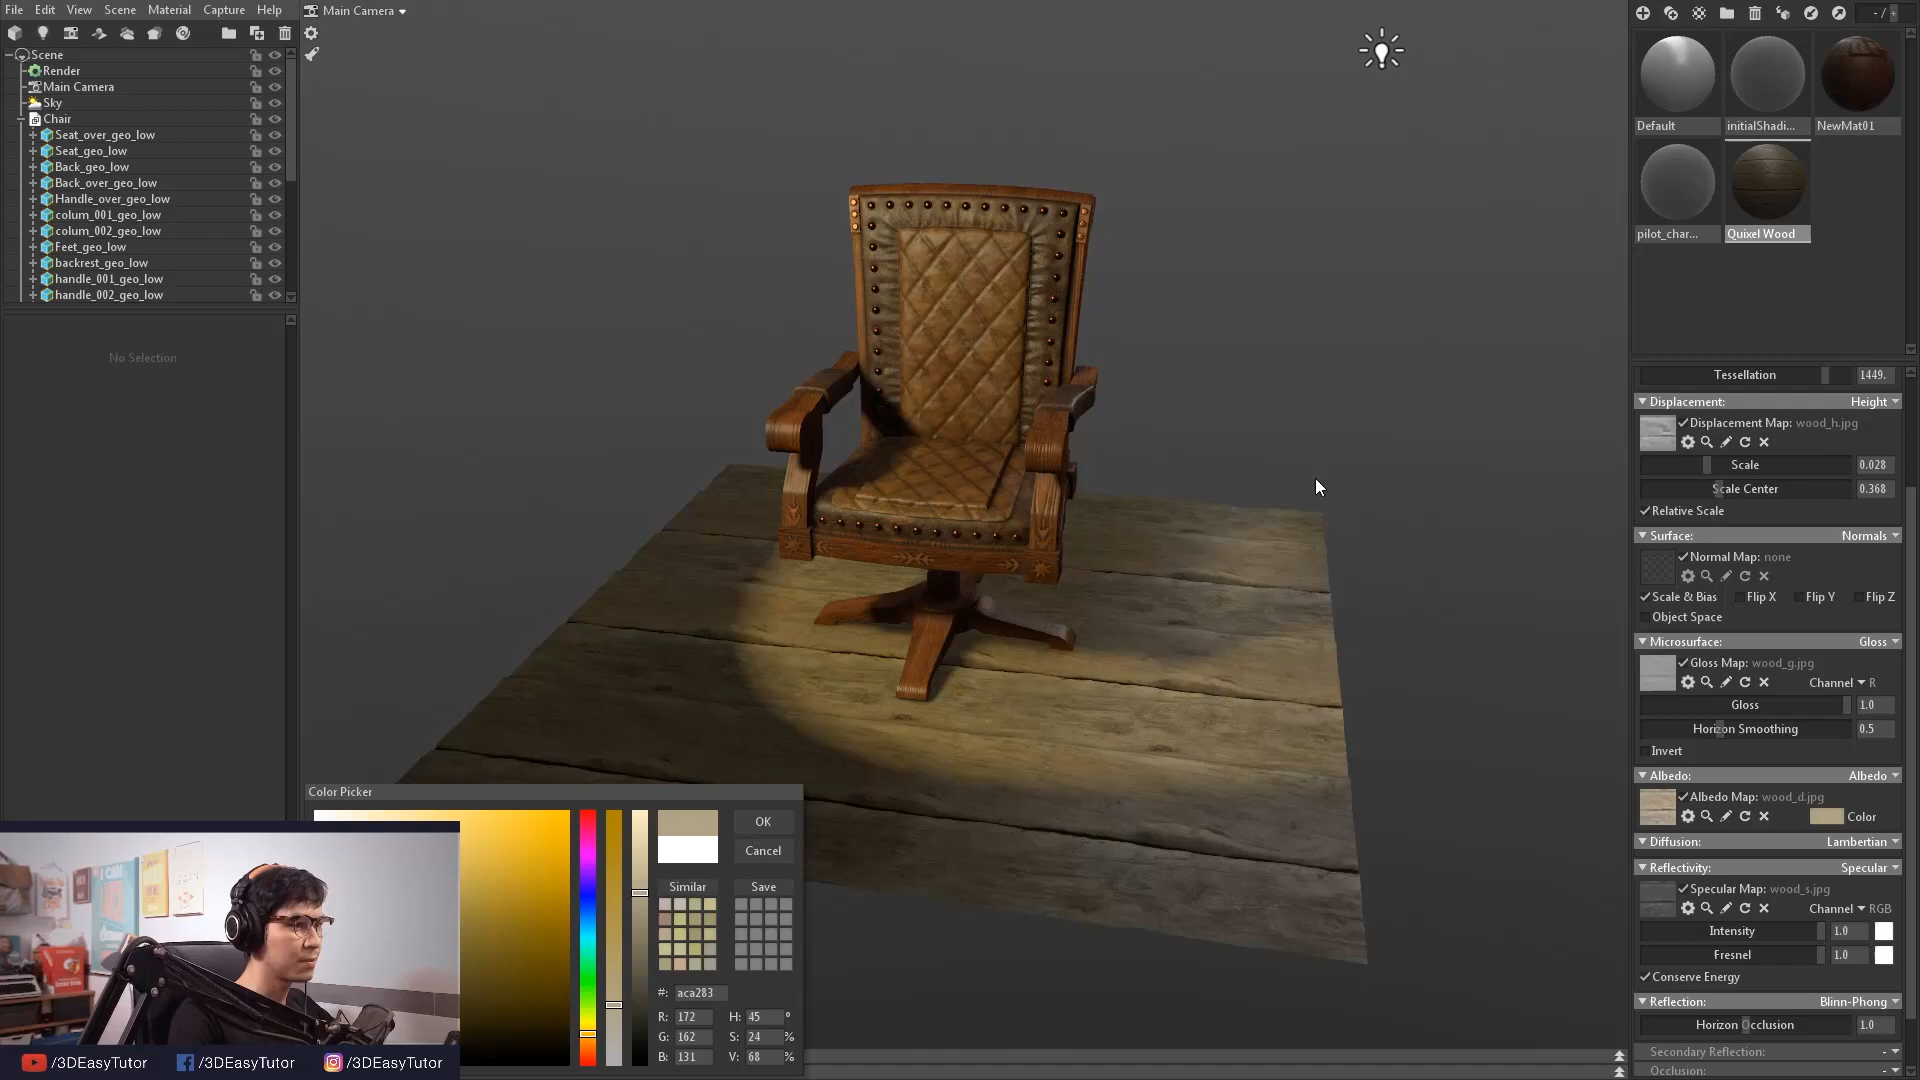 File Edit View Scene Material Capture Help
Main Camera
- / +
Scene
Render
Main Camera
Sky
Chair
Seat_over_geo_low
Seat_geo_low
Back_geo_low
Back_over_geo_low
Handle_over_geo_low
colum_001_geo_low
colum_002_geo_low
Feet_geo_low
backrest_geo_low
handle_001_geo_low
handle_002_geo_low
No Selection
Default initialShadi... NewMat01
pilot_char... Quixel Wood
Tessellation 1449.
Displacement: Height
Displacement Map: wood_h.jpg
Scale 0.028
Scale Center 0.368
Relative Scale
Surface: Normals
Normal Map: none
Scale & Bias Flip X Flip Y Flip Z
Object Space
Microsurface: Gloss
Gloss Map: wood_g.jpg
Channel R
Gloss 1.0
Horizon Smoothing 0.5
Invert
Albedo: Albedo
Albedo Map: wood_d.jpg
Color
Diffusion: Lambertian
Reflectivity: Specular
Specular Map: wood_s.jpg
Channel RGB
Intensity 1.0
Fresnel 1.0
Conserve Energy
Reflection: Blinn-Phong
Horizon Occlusion 1.0
Secondary Reflection: -
Occlusion: -
Color Picker
OK
Cancel
Similar Save
#: aca283
R: 172 H: 45 °
G: 162 S: 24 %
B: 131 V: 68 %
/3DEasyTutor /3DEasyTutor /3DEasyTutor